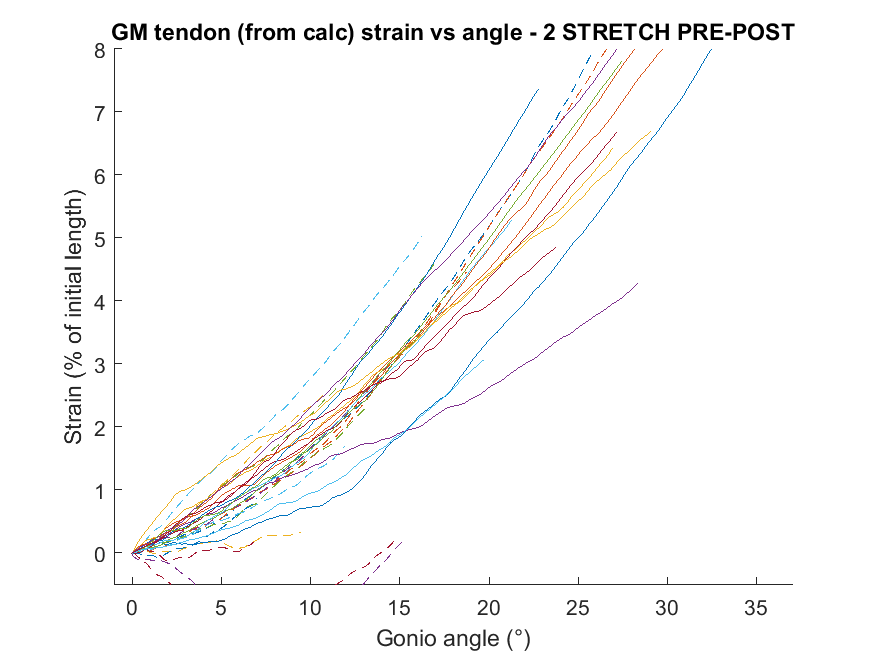 GM tendon (from calc) strain vs angle - 2 STRETCH PRE-POST
8
7
6
5
4
3
2
1
0
Strain (% of initial length)
0 5 10 15 20 25 30 35
Gonio angle (°)